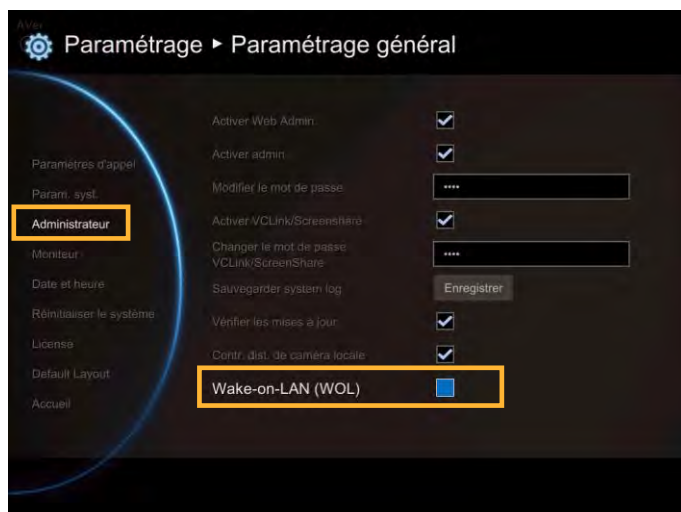 AVer
Paramétrage ▸ Paramétrage général
Activer Web Admin
Activer admin
Modifier le mot de passe
••••
Activer VCLink/Screenshare
Changer le mot de passe
VCLink/ScreenShare
••••
Sauvegarder system log
Enregistrer
Vérifier les mises à jour
Contr. dist. de caméra locale
Wake-on-LAN (WOL)
Paramètres d'appel
Param. syst.
Administrateur
Moniteur
Date et heure
Réinitialiser le système
License
Default Layout
Accueil